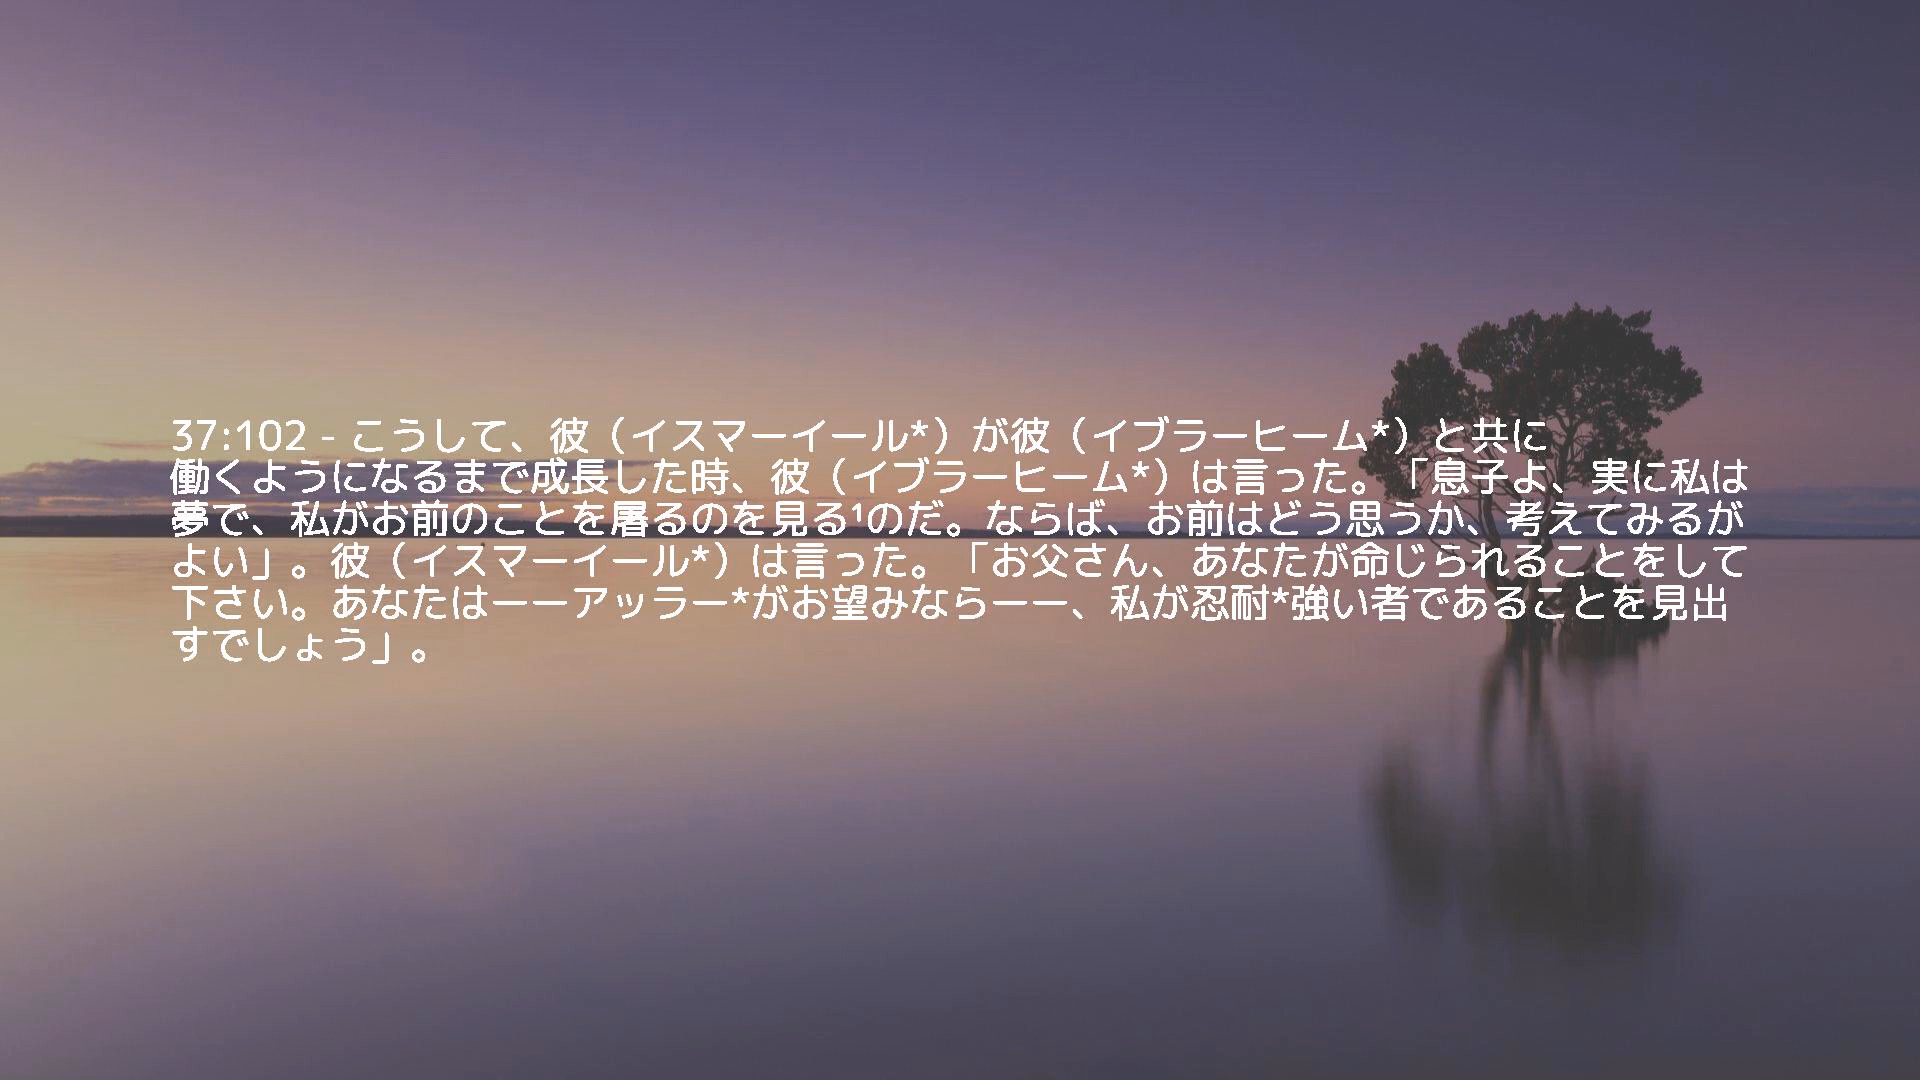 37:102 - こうして、彼（イスマーイール*）が彼（イブラーヒーム*）と共に
働くようになるまで成長した時、彼（イブラーヒーム*）は言った。「息子よ、実に私は
夢で、私がお前のことを屠るのを見る¹のだ。ならば、お前はどう思うか、考えてみるが
よい」。彼（イスマーイール*）は言った。「お父さん、あなたが命じられることをして
下さい。あなたはーーアッラー*がお望みならーー、私が忍耐*強い者であることを見出
すでしょう」。